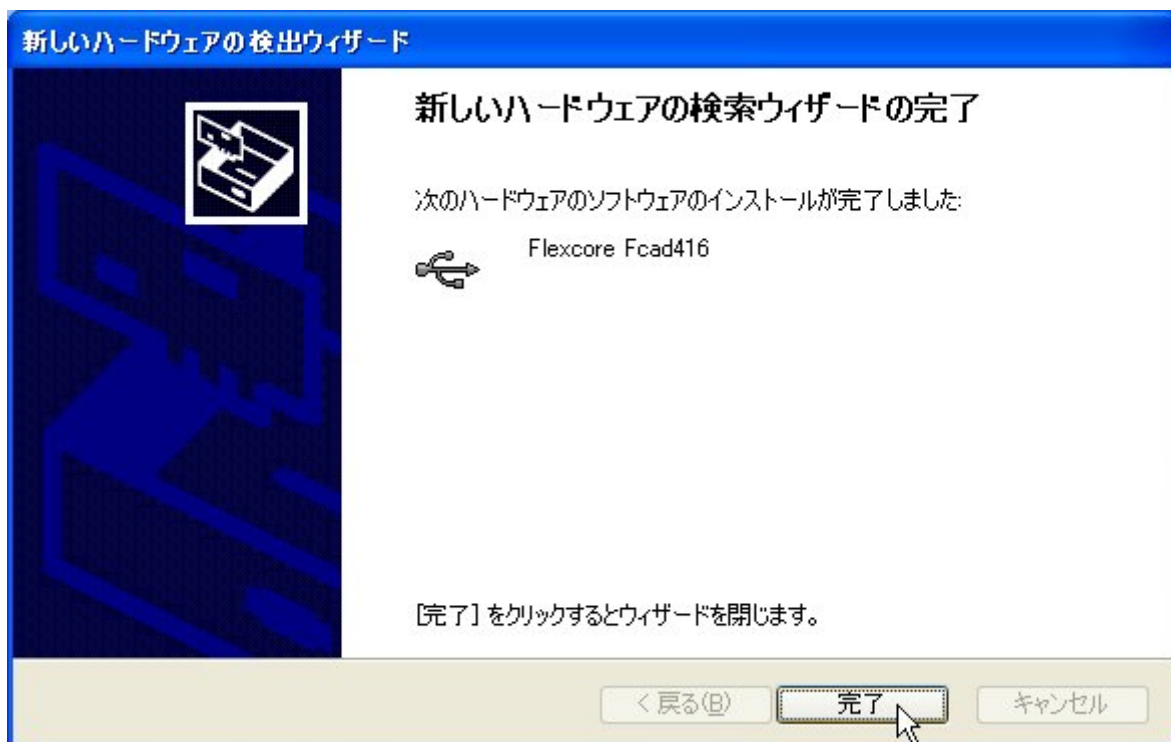 新しいハードウェアの検出ウィザード
新しいハードウェアの検索ウィザードの完了
次のハードウェアのソフトウェアのインストールが完了しました:
Flexcore Fcad416
[完了] をクリックするとウィザードを閉じます。
< 戻る(B) 完了 キャンセル